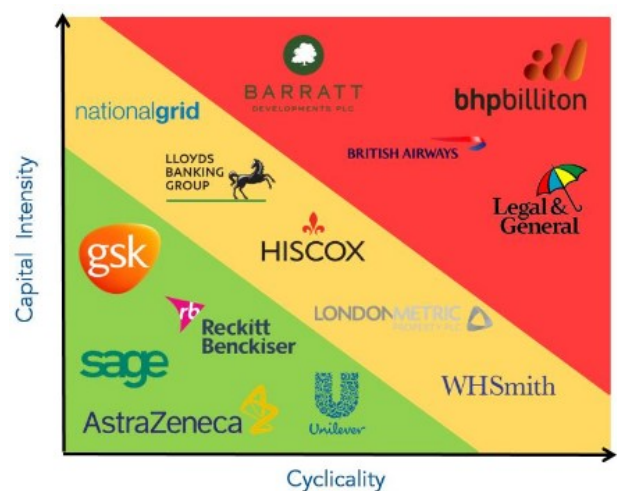 BARRATT
DEVELOPMENTS PLC
bhpbilliton
nationalgrid
BRITISH AIRWAYS
LLOYDS
BANKING
GROUP
Legal &
General
gsk
HISCOX
rb
Reckitt
Benckiser
LONDONMETRIC
PROPERTY PLC
sage
WHSmith
AstraZeneca
Unilever
Capital Intensity
Cyclicality